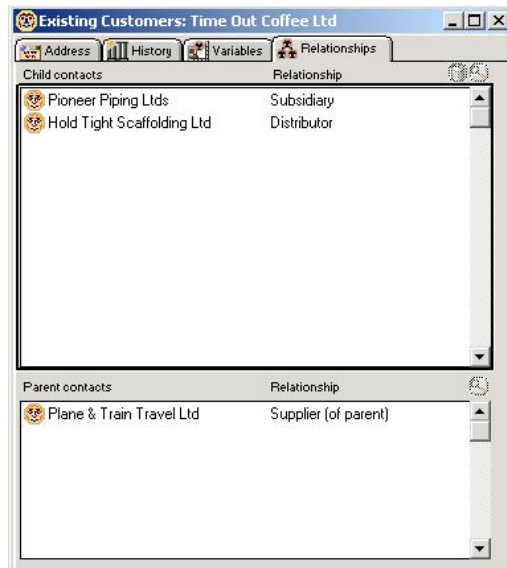 Existing Customers: Time Out Coffee Ltd
Address History Variables Relationships
Child contacts Relationship
Pioneer Piping Ltds Subsidiary
Hold Tight Scaffolding Ltd Distributor
Parent contacts Relationship
Plane & Train Travel Ltd Supplier (of parent)